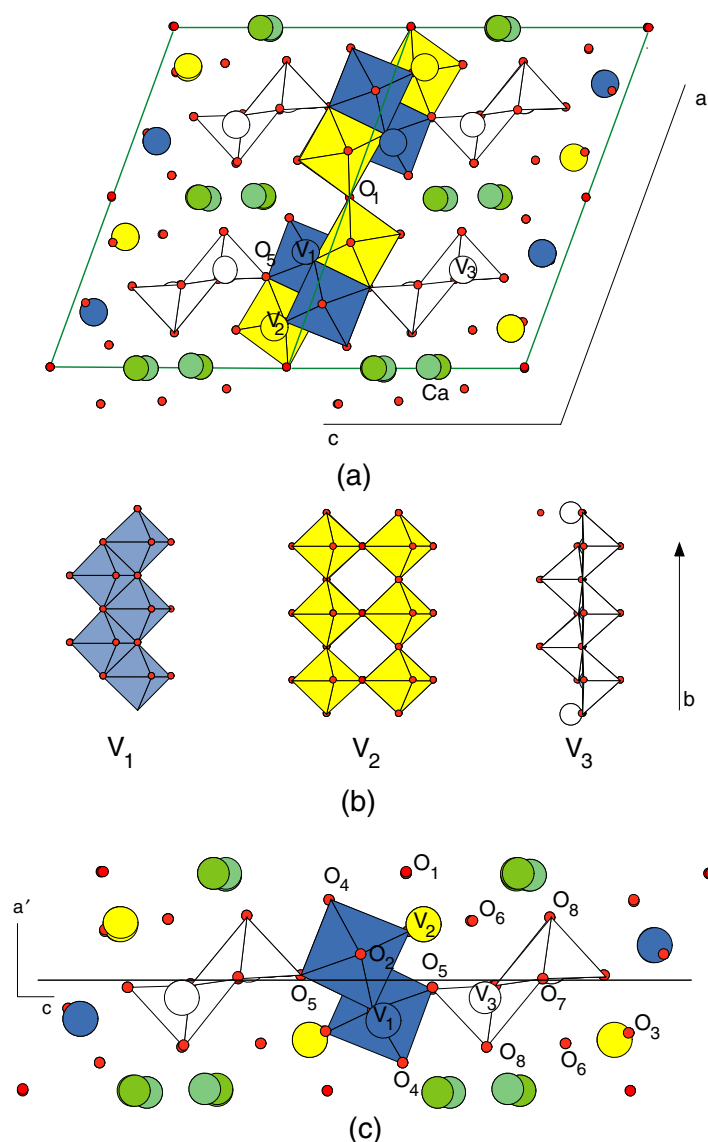 a
O1
O5 V1 V3
V2
Ca
c
(a)
b
V1 V2 V3
(b)
O4 O1
a′ V2 O6 O8
O2 O5
c O5 V3 O7
V1 O3
O8 O6
O4
(c)